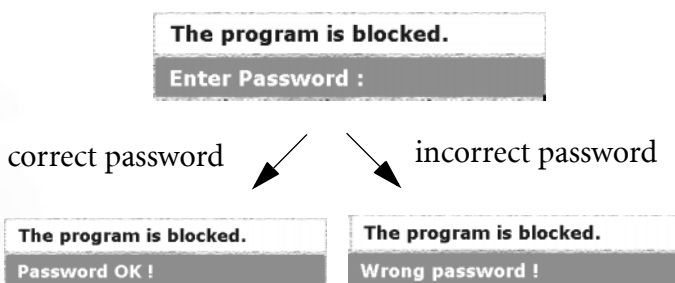 The program is blocked.
Enter Password :
correct password
incorrect password
The program is blocked.
Password OK !
The program is blocked.
Wrong password !